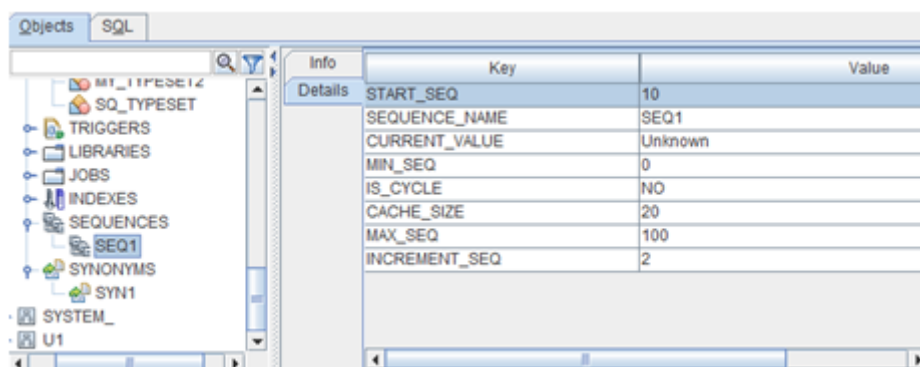 Objects SQL
MY_TYPESET2
SQ_TYPESET
TRIGGERS
LIBRARIES
JOBS
INDEXES
SEQUENCES
SEQ1
SYNONYMS
SYN1
SYSTEM_
U1
Info
Details
Key Value
START_SEQ 10
SEQUENCE_NAME SEQ1
CURRENT_VALUE Unknown
MIN_SEQ 0
IS_CYCLE NO
CACHE_SIZE 20
MAX_SEQ 100
INCREMENT_SEQ 2